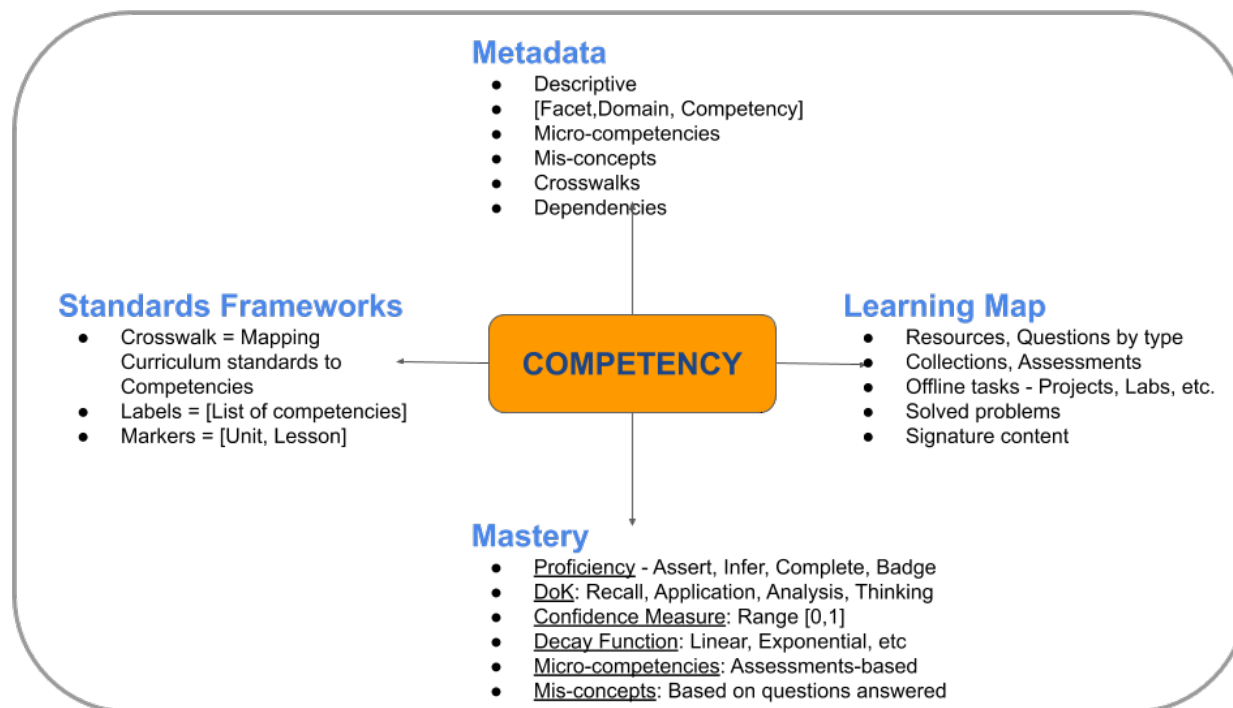 Metadata
● Descriptive
● [Facet,Domain, Competency]
● Micro-competencies
● Mis-concepts
● Crosswalks
● Dependencies
Standards Frameworks
● Crosswalk = Mapping
Curriculum standards to
Competencies
● Labels = [List of competencies]
● Markers = [Unit, Lesson]
COMPETENCY
Learning Map
● Resources, Questions by type
● Collections, Assessments
● Offline tasks - Projects, Labs, etc.
● Solved problems
● Signature content
Mastery
● Proficiency - Assert, Infer, Complete, Badge
● DoK: Recall, Application, Analysis, Thinking
● Confidence Measure: Range [0,1]
● Decay Function: Linear, Exponential, etc
● Micro-competencies: Assessments-based
● Mis-concepts: Based on questions answered